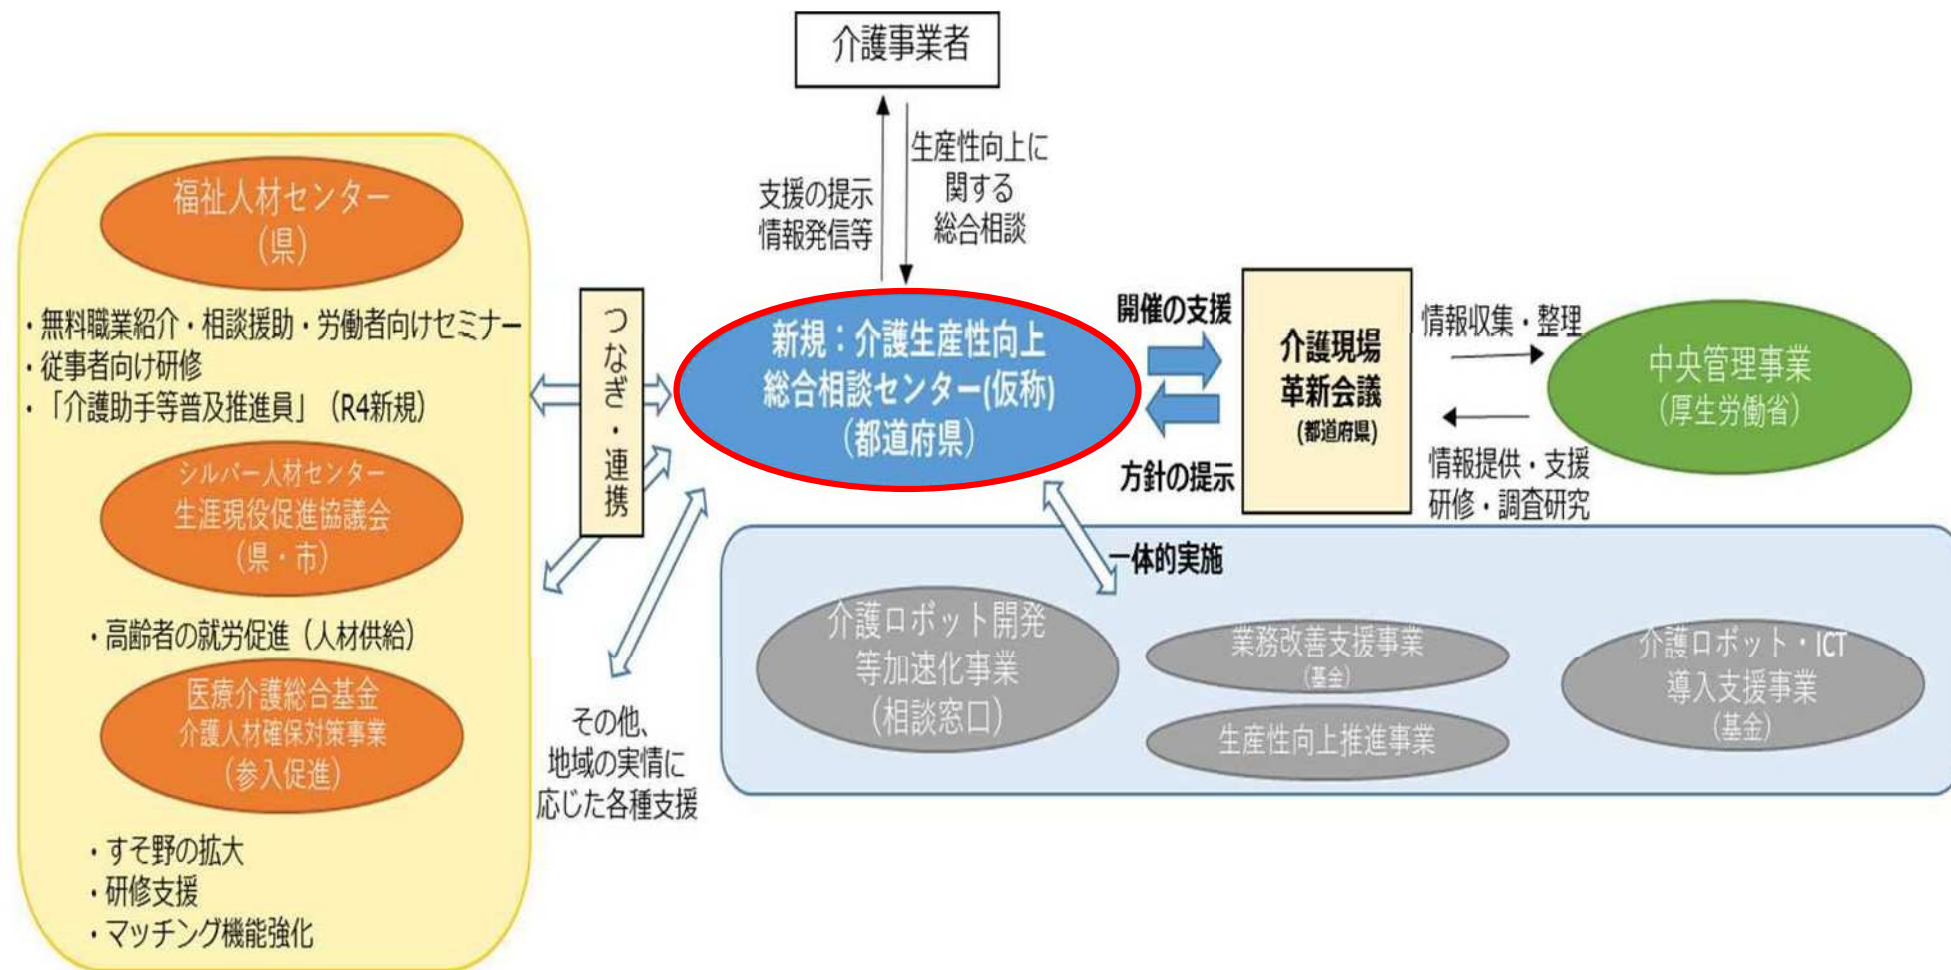 介護事業者
支援の提示
情報発信等
生産性向上に
関する
総合相談
福祉人材センター
（県）
・無料職業紹介・相談援助・労働者向けセミナー
・従事者向け研修
・「介護助手等普及推進員」（R4新規）
シルバー人材センター
生涯現役促進協議会
（県・市）
・高齢者の就労促進（人材供給）
医療介護総合基金
介護人材確保対策事業
（参入促進）
・すそ野の拡大
・研修支援
・マッチング機能強化
つなぎ・連携
新規：介護生産性向上
総合相談センター(仮称)
（都道府県）
開催の支援
方針の提示
介護現場
革新会議
(都道府県)
情報収集・整理
情報提供・支援
研修・調査研究
中央管理事業
（厚生労働省）
その他、
地域の実情に
応じた各種支援
一体的実施
介護ロボット開発
等加速化事業
（相談窓口）
業務改善支援事業
（基金）
生産性向上推進事業
介護ロボット・ICT
導入支援事業
（基金）